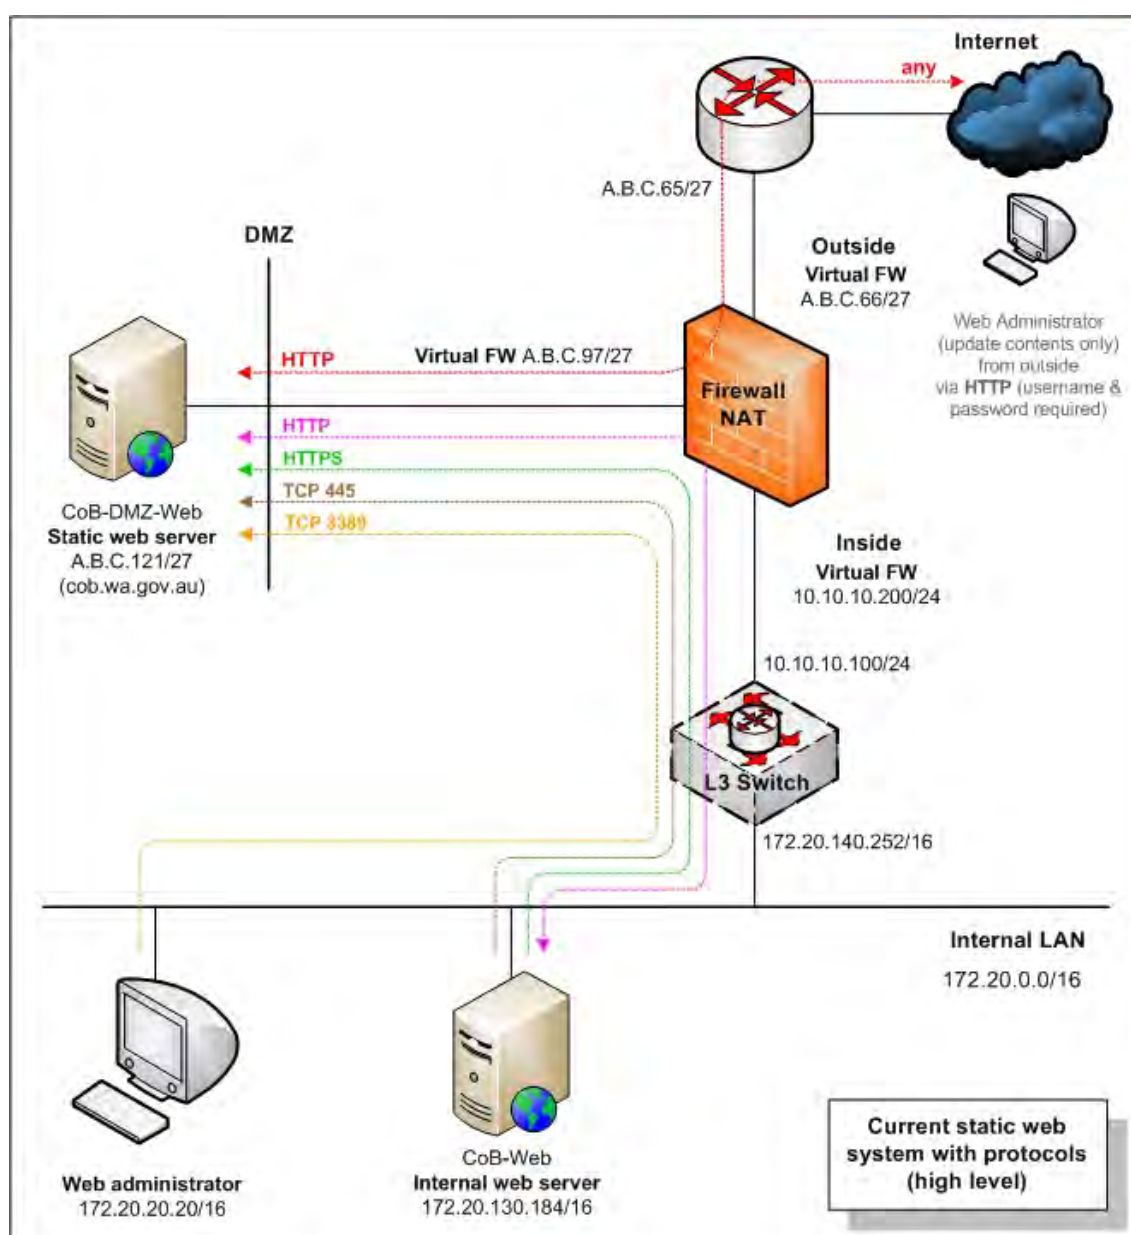 Internet
any
A.B.C.65/27
DMZ
Outside
Virtual FW
A.B.C.66/27
Web Administrator
(update contents only)
from outside
via HTTP (username &
password required)
HTTP
Virtual FW A.B.C.97/27
Firewall
NAT
HTTP
HTTPS
TCP 445
TCP 3389
CoB-DMZ-Web
Static web server
A.B.C.121/27
(cob.wa.gov.au)
Inside
Virtual FW
10.10.10.200/24
10.10.10.100/24
L3 Switch
172.20.140.252/16
Internal LAN
172.20.0.0/16
Web administrator
172.20.20.20/16
CoB-Web
Internal web server
172.20.130.184/16
Current static web
system with protocols
(high level)